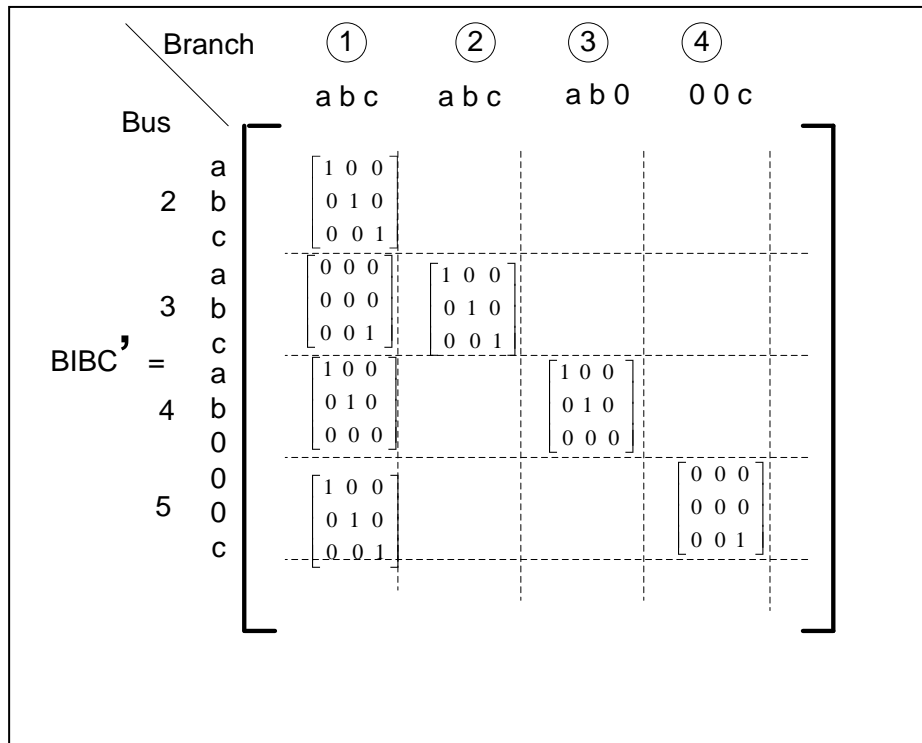 Branch ① ② ③ ④
a b c a b c a b 0 0 0 c
Bus
a 1 0 0
2 b 0 1 0
c 0 0 1
a 0 0 0 1 0 0
3 b 0 0 0 0 1 0
c 0 0 1 0 0 1
BIBC’ =
a 1 0 0 1 0 0
4 b 0 1 0 0 1 0
0 0 0 0 0 0 0
0 1 0 0 0 0 0
5 0 0 1 0 0 0 0
c 0 0 1 0 0 1